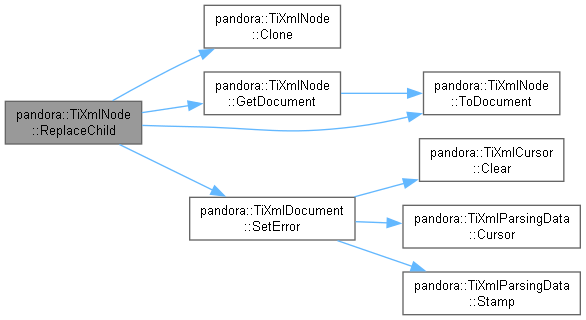 pandora::TiXmlNode
::ReplaceChild
pandora::TiXmlNode
::Clone
pandora::TiXmlNode
::GetDocument
pandora::TiXmlNode
::ToDocument
pandora::TiXmlDocument
::SetError
pandora::TiXmlCursor
::Clear
pandora::TiXmlParsingData
::Cursor
pandora::TiXmlParsingData
::Stamp